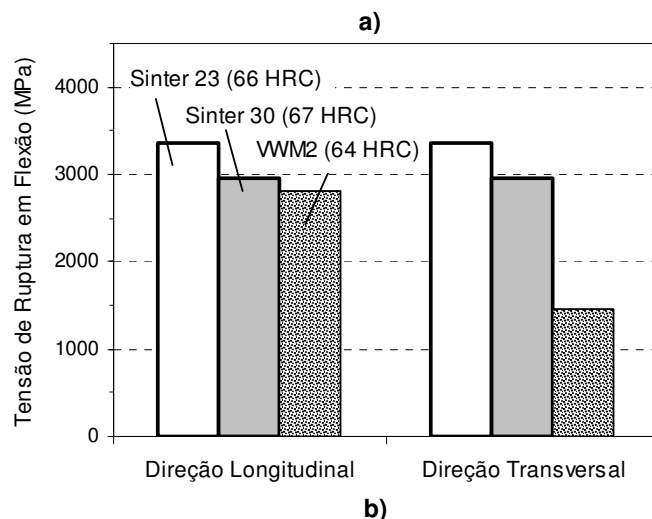 a)
Tensão de Ruptura em Flexão (MPa)
4000
3000
2000
1000
0
Sinter 23 (66 HRC)
Sinter 30 (67 HRC)
VWM2 (64 HRC)
Direção Longitudinal
Direção Transversal
b)